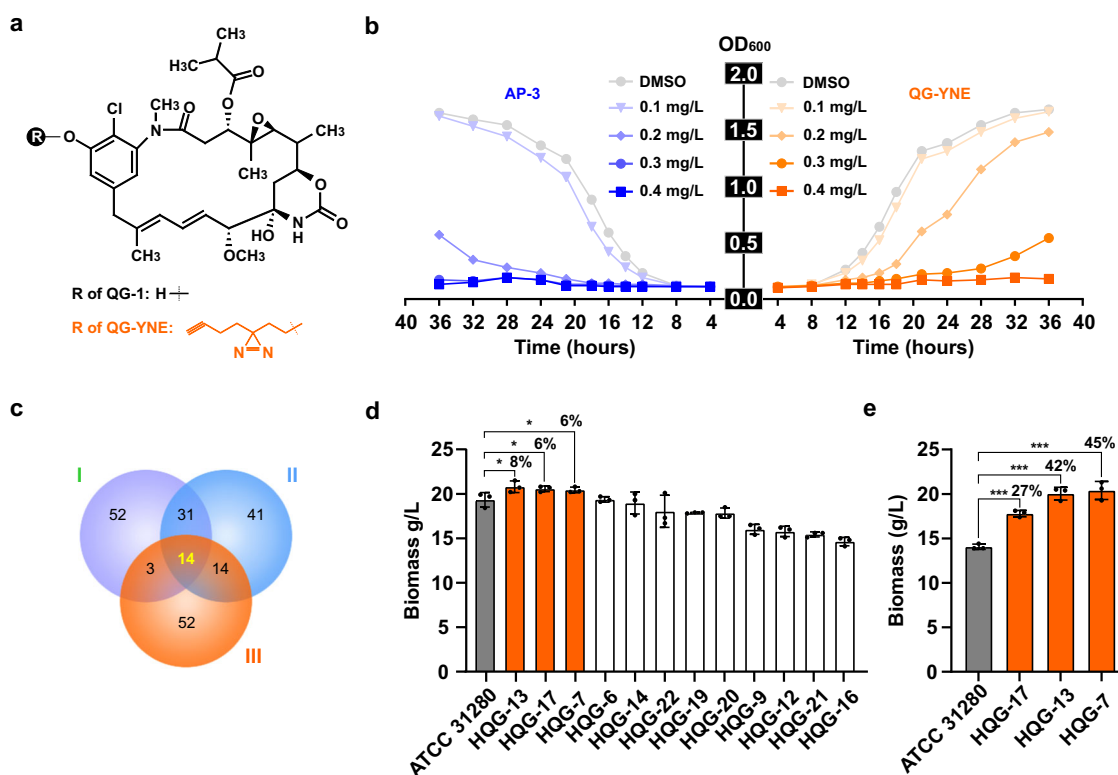 a
CH3
H3C
O
O
Cl
CH3
O
N
R
O
O
CH3
CH3
O
O
HO
N
H
OCH3
CH3
R of QG-1: H
R of QG-YNE:
N=N
b
OD600
AP-3
DMSO
0.1 mg/L
0.2 mg/L
0.3 mg/L
0.4 mg/L
2.0
1.5
1.0
0.5
0.0
DMSO
0.1 mg/L
0.2 mg/L
0.3 mg/L
0.4 mg/L
QG-YNE
40 36 32 28 24 20 16 12 8 4
Time (hours)
4 8 12 16 20 24 28 32 36 40
Time (hours)
c
I
II
III
52
31
41
14
3
14
52
d
Biomass g/L
25
20
15
10
5
0
* 6%
* 6%
* 8%
ATCC 31280
HQG-13
HQG-17
HQG-7
HQG-6
HQG-14
HQG-22
HQG-19
HQG-20
HQG-9
HQG-12
HQG-21
HQG-16
e
Biomass (g/L)
25
20
15
10
5
0
*** 45%
*** 42%
*** 27%
ATCC 31280
HQG-17
HQG-13
HQG-7